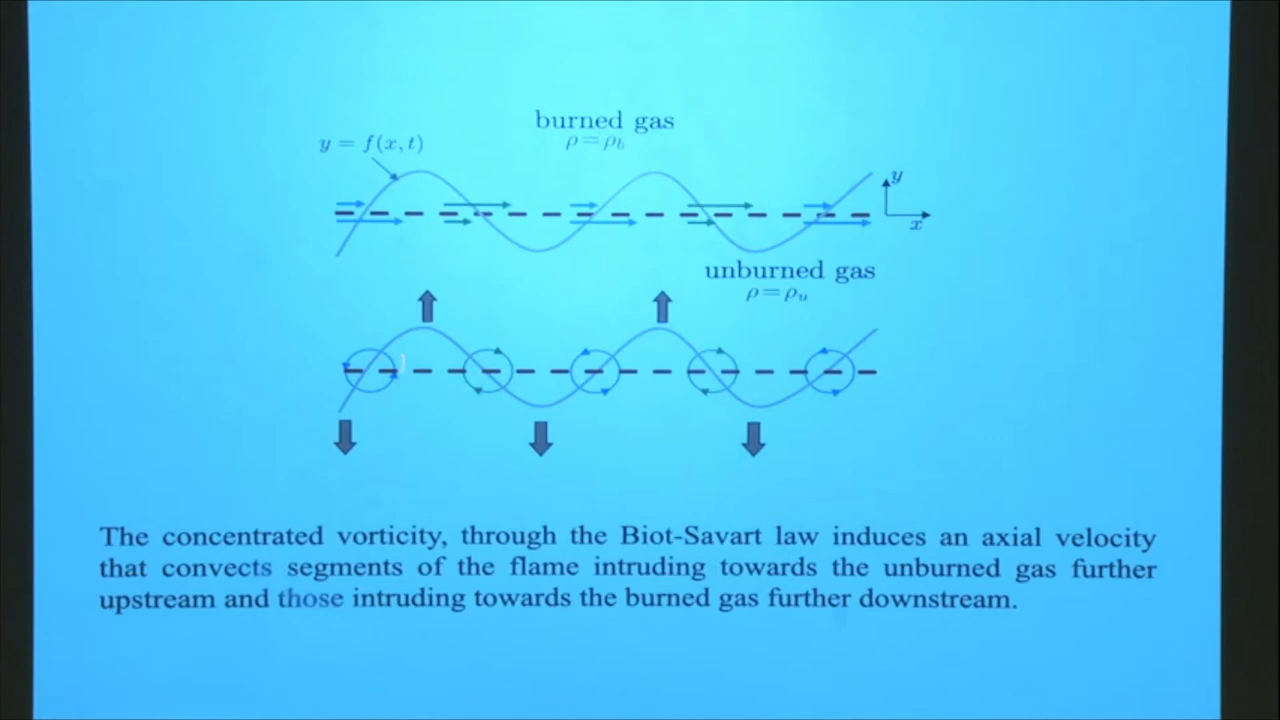 burned gas
ρ=ρ_b
y = f(x, t)
y
x
unburned gas
ρ=ρ_u
The concentrated vorticity, through the Biot-Savart law induces an axial velocity
that convects segments of the flame intruding towards the unburned gas further
upstream and those intruding towards the burned gas further downstream.